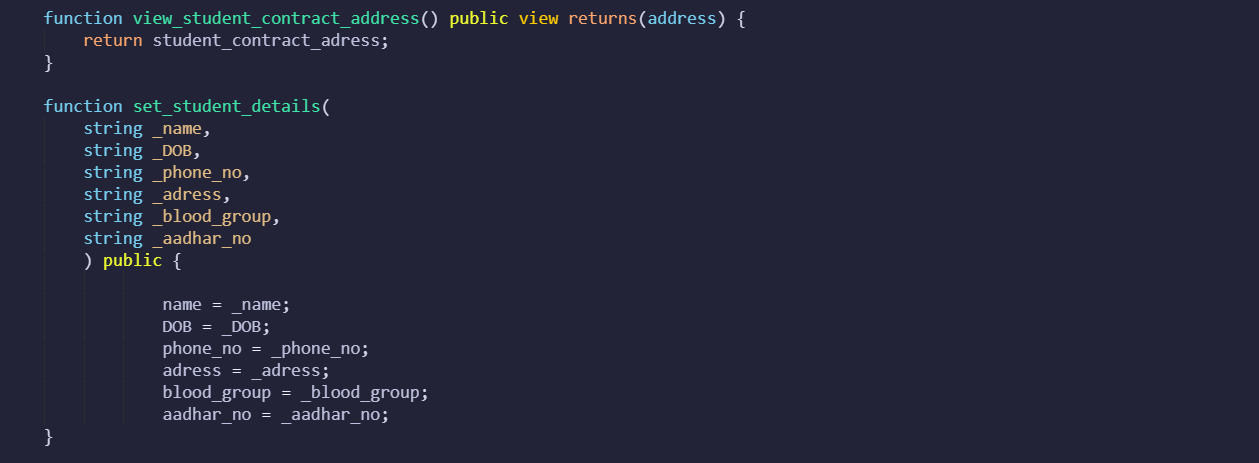 function view_student_contract_address() public view returns(address) {
return student_contract_adress;
}
function set_student_details(
string _name,
string _DOB,
string _phone_no,
string _adress,
string _blood_group,
string _aadhar_no
) public {
name = _name;
DOB = _DOB;
phone_no = _phone_no;
adress = _adress;
blood_group = _blood_group;
aadhar_no = _aadhar_no;
}